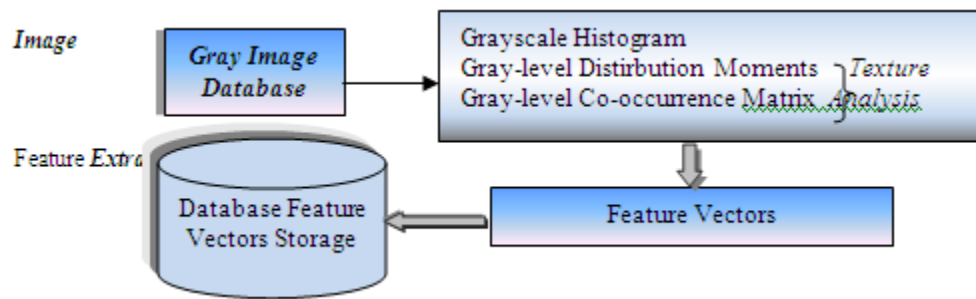 Image
Gray Image
Database
Grayscale Histogram
Gray-level Distirbution Moments Texture
Gray-level Co-occurrence Matrix Analysis
Feature Extra
Database Feature
Vectors Storage
Feature Vectors